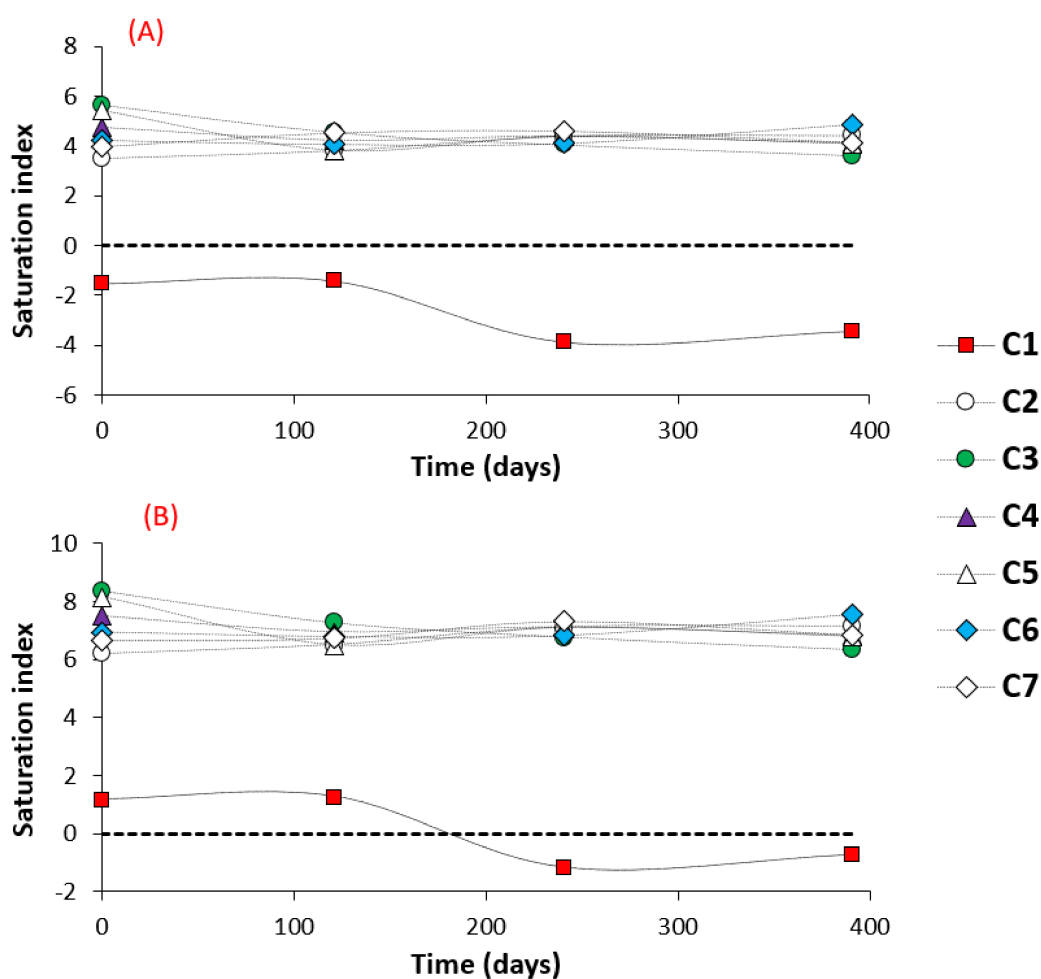 (A)
8
6
4
2
0
-2
-4
-6
Saturation index
0 100 200 300 400
Time (days)
(B)
10
8
6
4
2
0
-2
Saturation index
0 100 200 300 400
Time (days)
C1
C2
C3
C4
C5
C6
C7